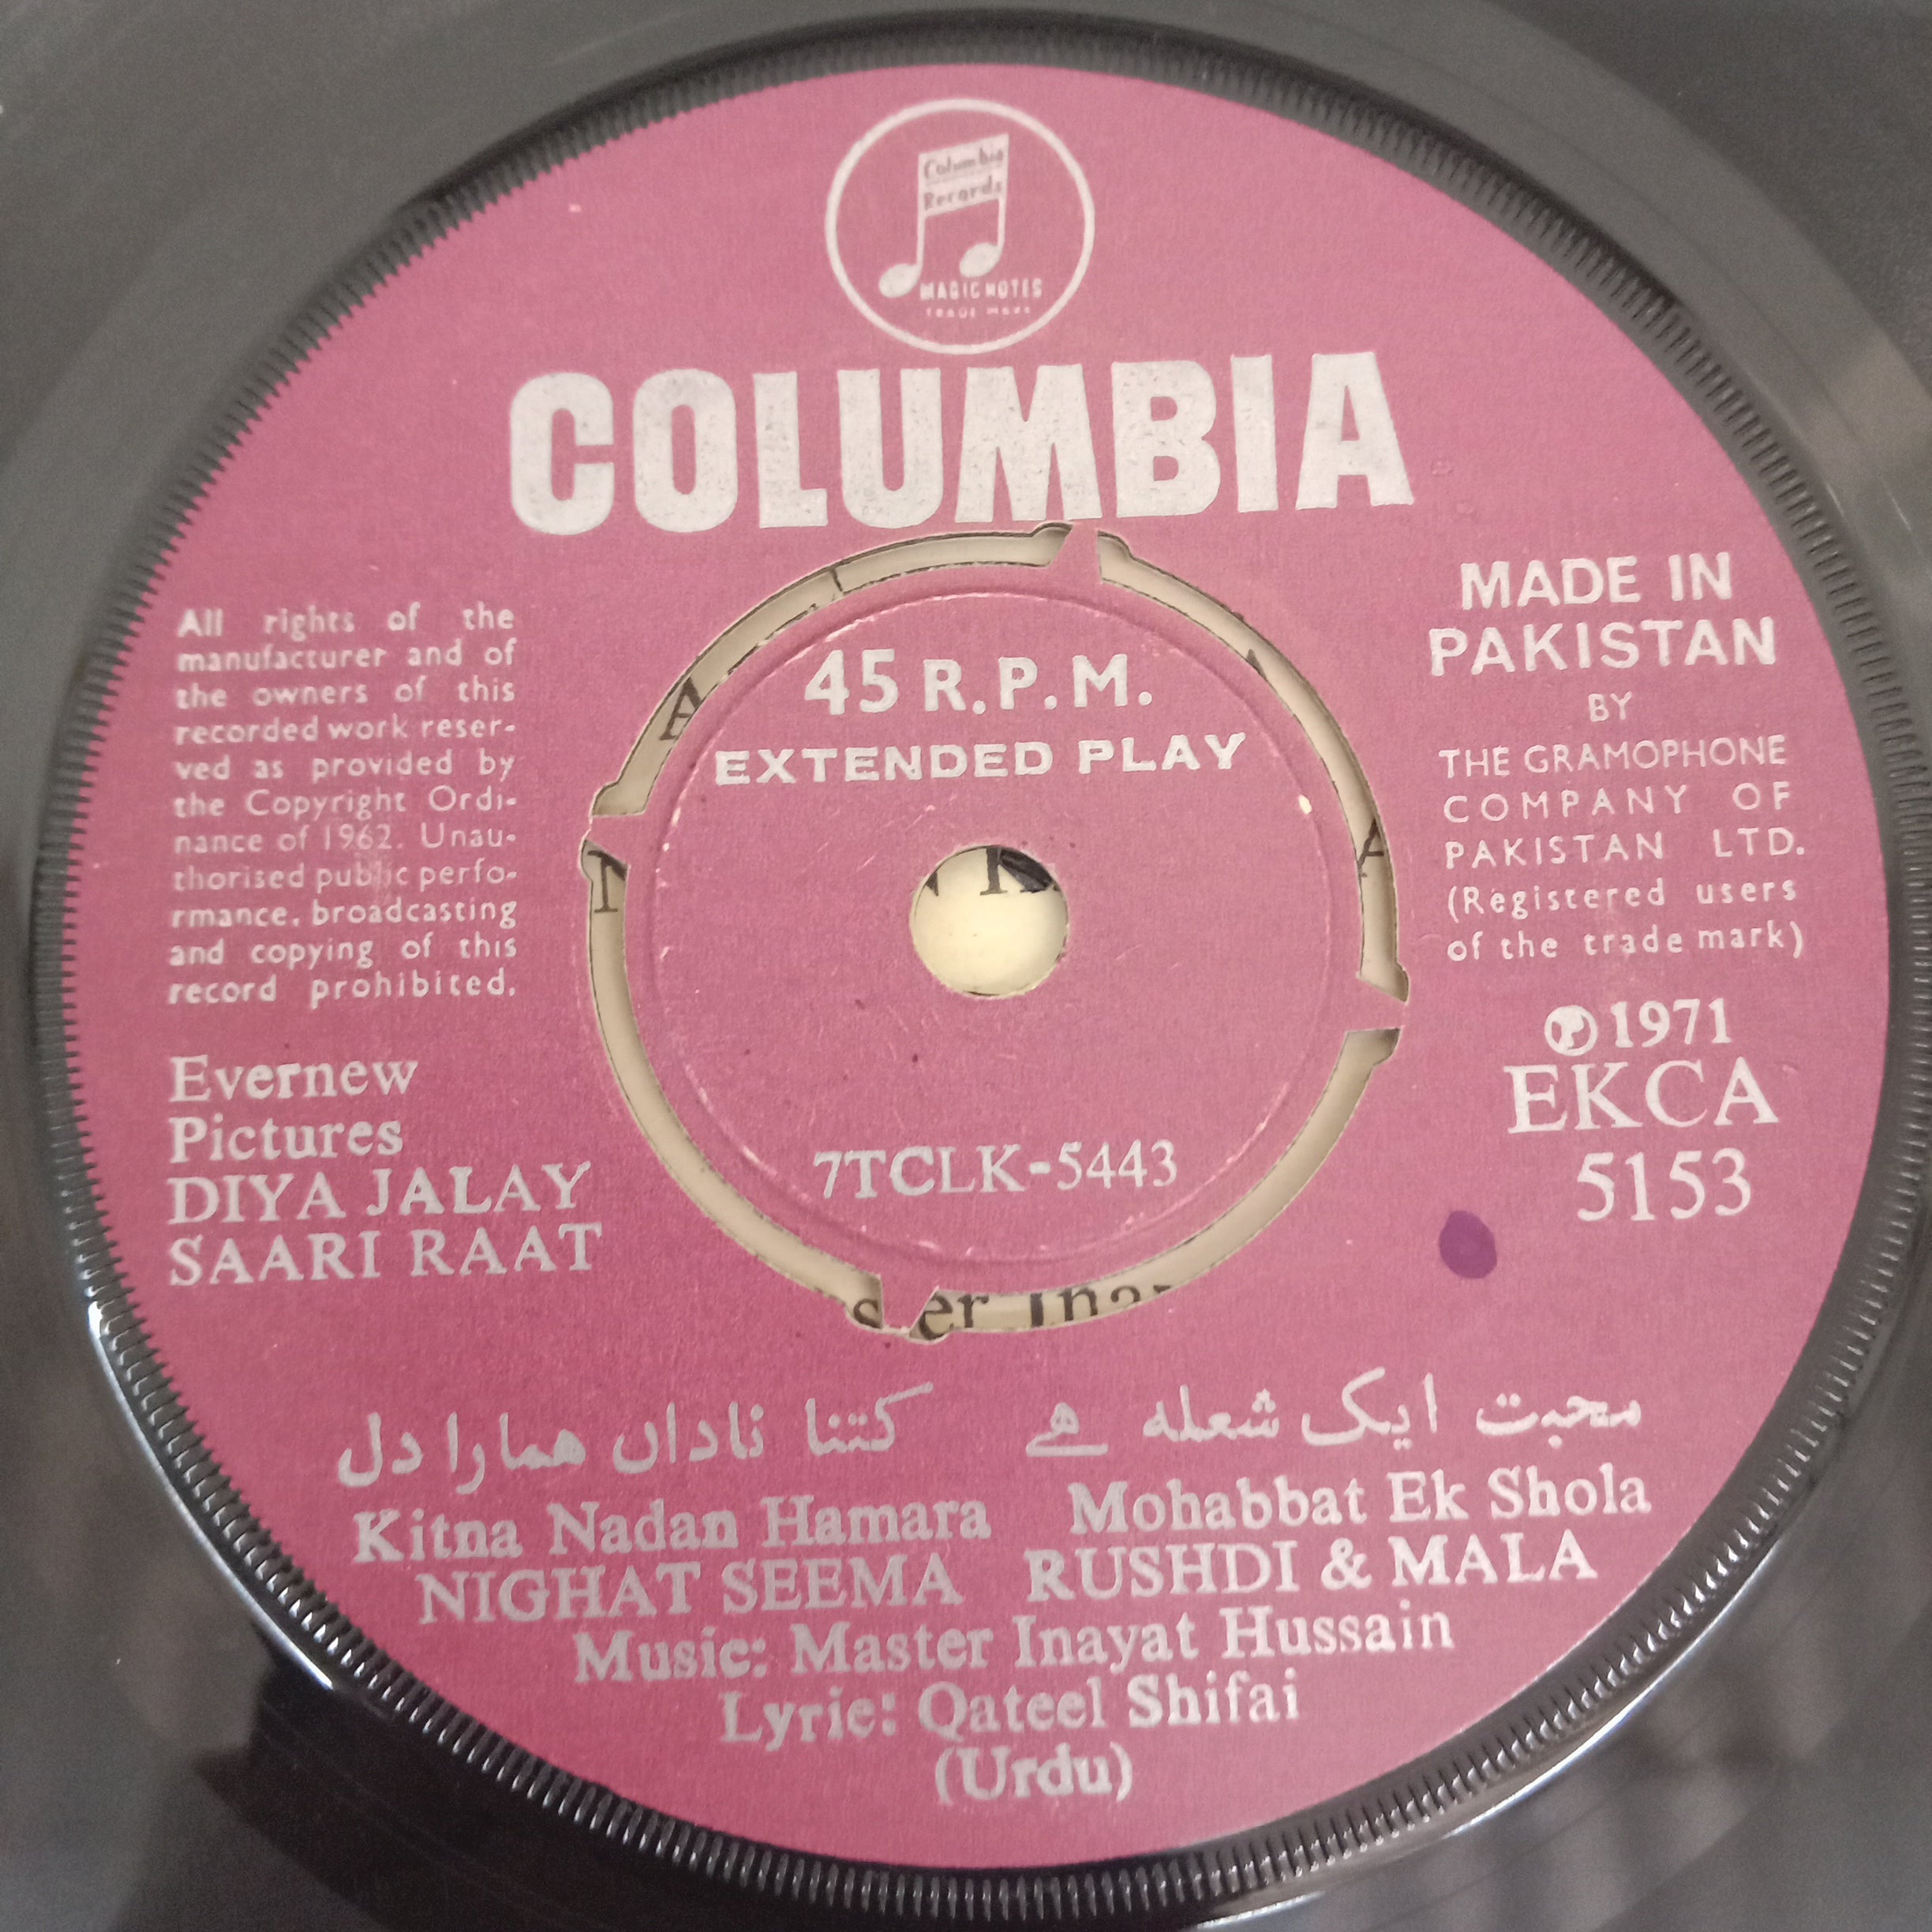 Columbia
Records
MAGIC NOTES
TRADE MARK
COLUMBIA
45 R.P.M.
EXTENDED PLAY
All rights of the
manufacturer and of
the owners of this
recorded work reser-
ved as provided by
the Copyright Ordi-
nance of 1962. Unau-
thorised public perfo-
rmance, broadcasting
and copying of this
record prohibited.
MADE IN
PAKISTAN
BY
THE GRAMOPHONE
COMPANY OF
PAKISTAN LTD.
(Registered users
of the trade mark)
℗1971
EKCA
5153
Evernew
Pictures
DIYA JALAY
SAARI RAAT
7TCLK-5443
محبت ایک شعلہ ہے
کتنا ناداں ہمارا دل
Kitna Nadan Hamara
NIGHAT SEEMA
Mohabbat Ek Shola
RUSHDI & MALA
Music: Master Inayat Hussain
Lyric: Qateel Shifai
(Urdu)